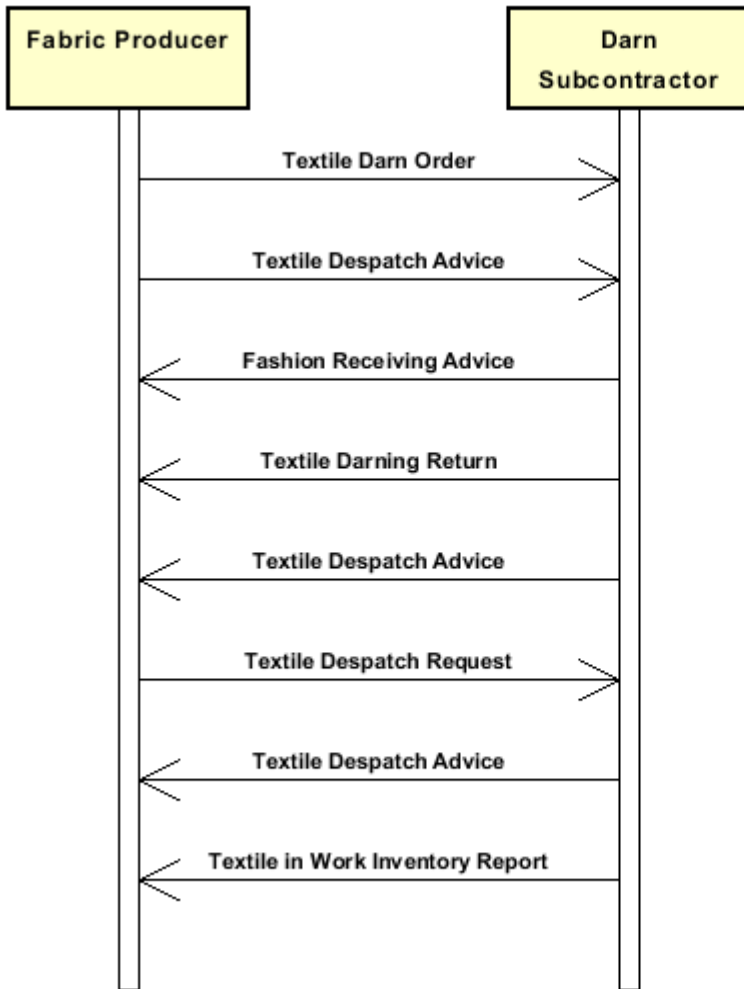 Fabric Producer
Darn
Subcontractor
Textile Darn Order
Textile Despatch Advice
Fashion Receiving Advice
Textile Darning Return
Textile Despatch Advice
Textile Despatch Request
Textile Despatch Advice
Textile in Work Inventory Report